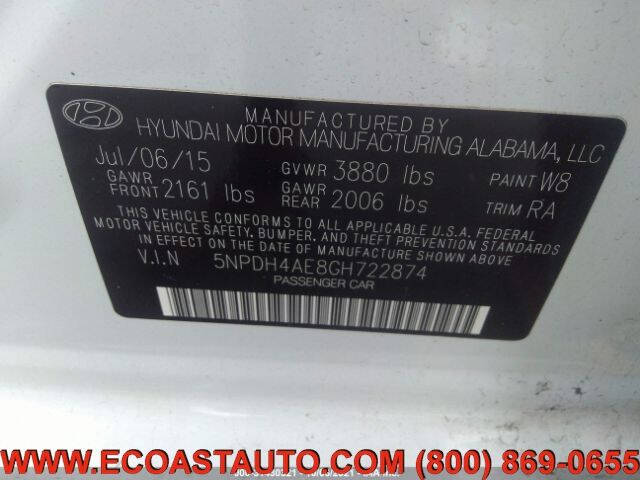 MANUFACTURED BY
HYUNDAI MOTOR MANUFACTURING ALABAMA, LLC
Jul/06/15 GVWR 3880 lbs PAINT W8
GAWR FRONT 2161 lbs GAWR REAR 2006 lbs TRIM RA
THIS VEHICLE CONFORMS TO ALL APPLICABLE U.S.A. FEDERAL
MOTOR VEHICLE SAFETY, BUMPER, AND THEFT PREVENTION
STANDARDS IN EFFECT ON THE DATE OF MANUFACTURE SHOWN ABOVE.
V.I.N 5NPDH4AE8GH722874
PASSENGER CAR
WWW.ECOASTAUTO.COM (800) 869-0655